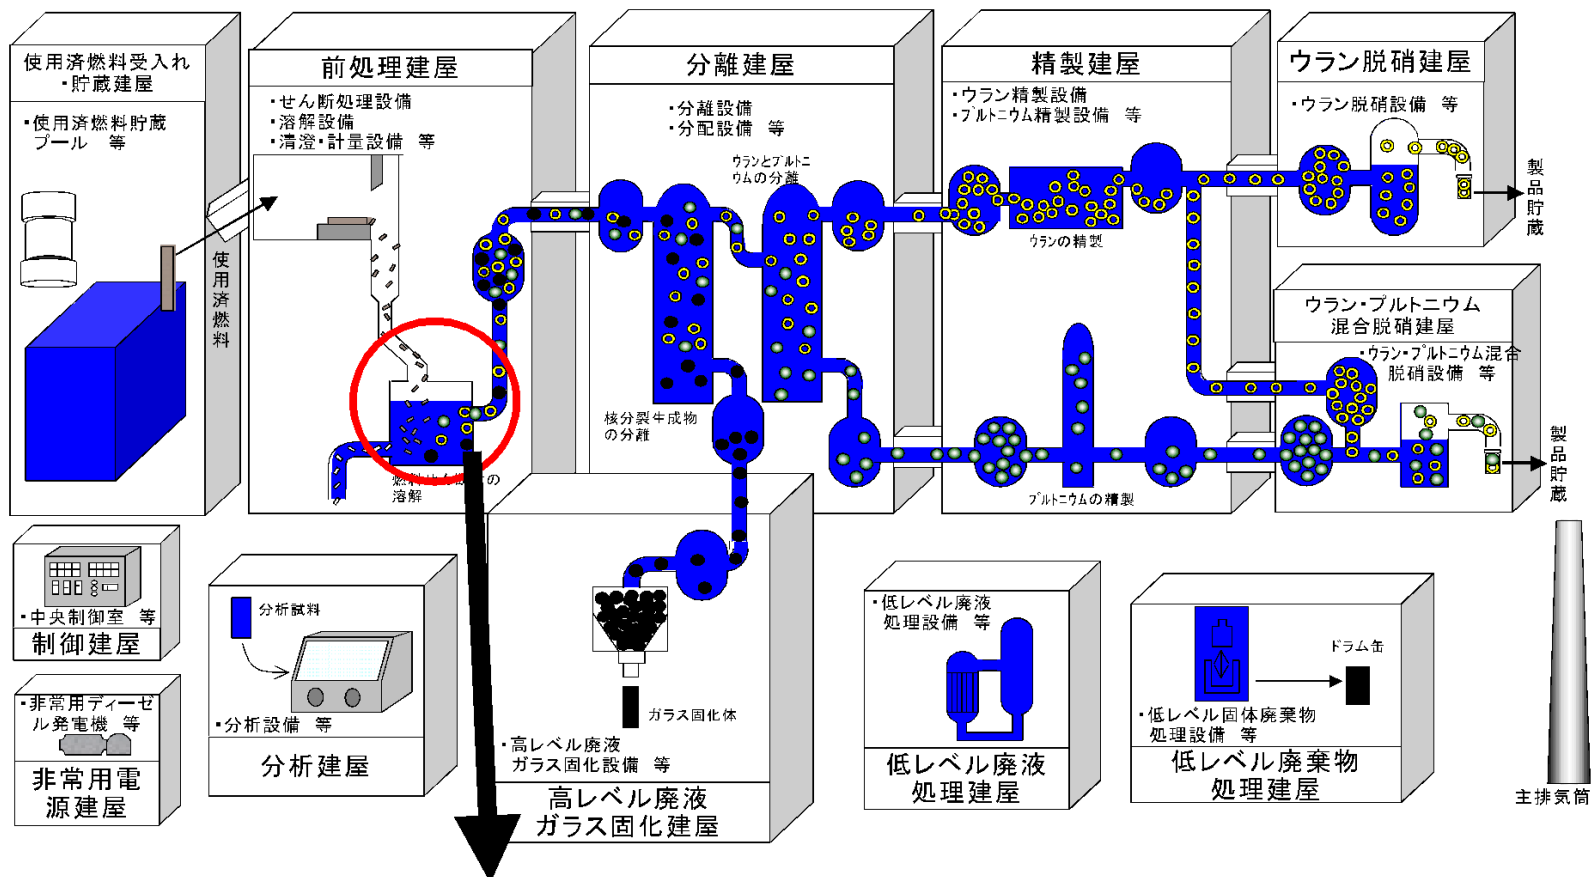 使用済燃料受入れ
・貯蔵建屋
・使用済燃料貯蔵
プール 等
使用済燃料
前処理建屋
・せん断処理設備
・溶解設備
・清澄・計量設備 等
溶解
分離建屋
・分離設備
・分配設備 等
ウランとプルトニ
ウムの分離
核分裂生成物
の分離
精製建屋
・ウラン精製設備
・プルトニウム精製設備 等
ウランの精製
プルトニウムの精製
ウラン脱硝建屋
・ウラン脱硝設備 等
製品貯蔵
ウラン・プルトニウム
混合脱硝建屋
・ウラン・プルトニウム混合
脱硝設備 等
製品貯蔵
・中央制御室 等
制御建屋
・非常用ディーゼ
ル発電機 等
非常用電
源建屋
分析試料
・分析設備 等
分析建屋
ガラス固化体
・高レベル廃液
ガラス固化設備 等
高レベル廃液
ガラス固化建屋
・低レベル廃液
処理設備 等
低レベル廃液
処理建屋
ドラム缶
・低レベル固体廃棄物
処理設備 等
低レベル廃棄物
処理建屋
主排気筒